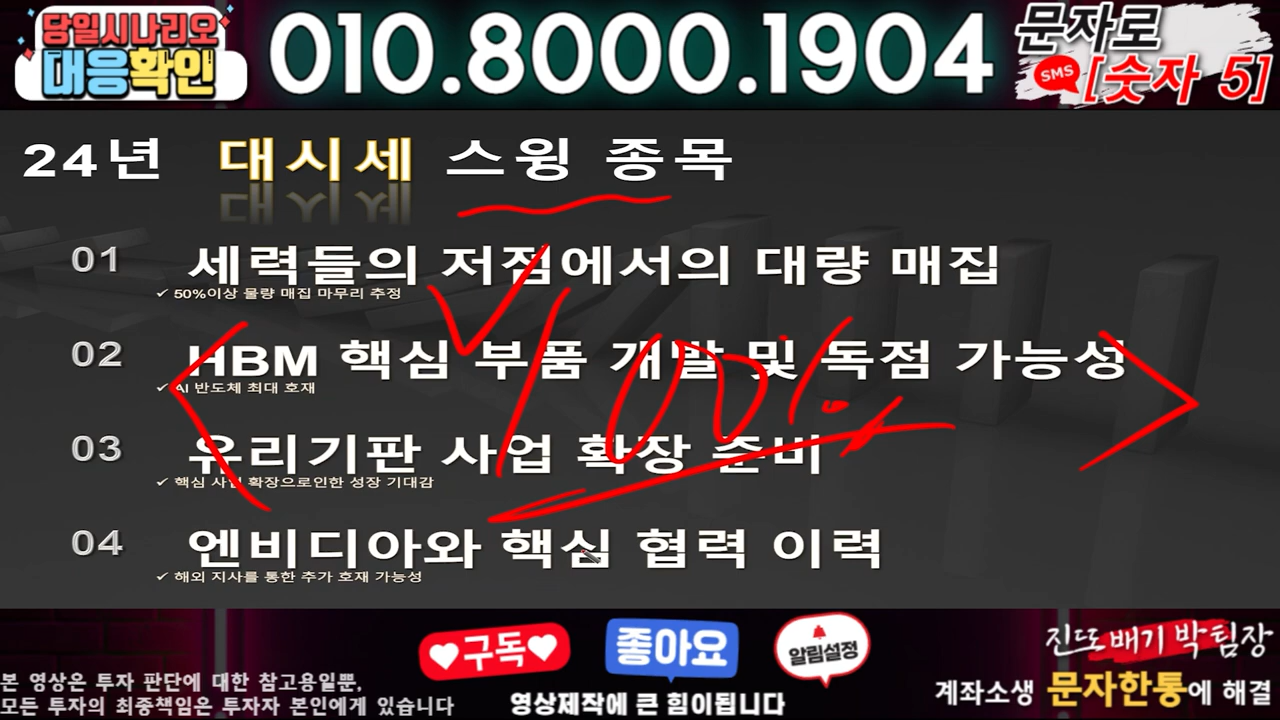 당일시나리오
대응확인
010.8000.1904
문자로
SMS
[숫자 5]
24년 대시세 스윙 종목
01 세력들의 저점에서의 대량 매집
✓ 50%이상 물량 매집 마무리 추정
02 HBM 핵심 부품 개발 및 독점 가능성
✓ AI 반도체 최대 호재
03 유리기판 사업 확장 준비
✓ 핵심 사업 확장으로인한 성장 기대감
04 엔비디아와 핵심 협력 이력
✓ 해외 지사를 통한 추가 호재 가능성
100%
구독
좋아요
알림설정
영상제작에 큰 힘이됩니다
본 영상은 투자 판단에 대한 참고용일뿐,
모든 투자의 최종책임은 투자자 본인에게 있습니다
진또배기 박팀장
계좌소생 문자한통에 해결